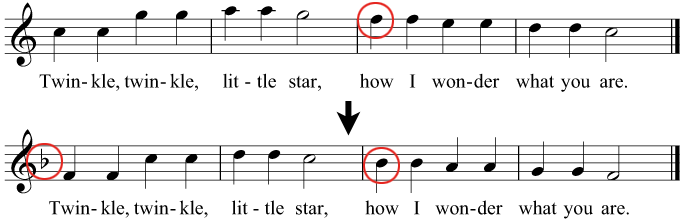 Twin- kle, twin- kle, lit - tle star, how I won-der what you are.
Twin- kle, twin- kle, lit - tle star, how I won-der what you are.